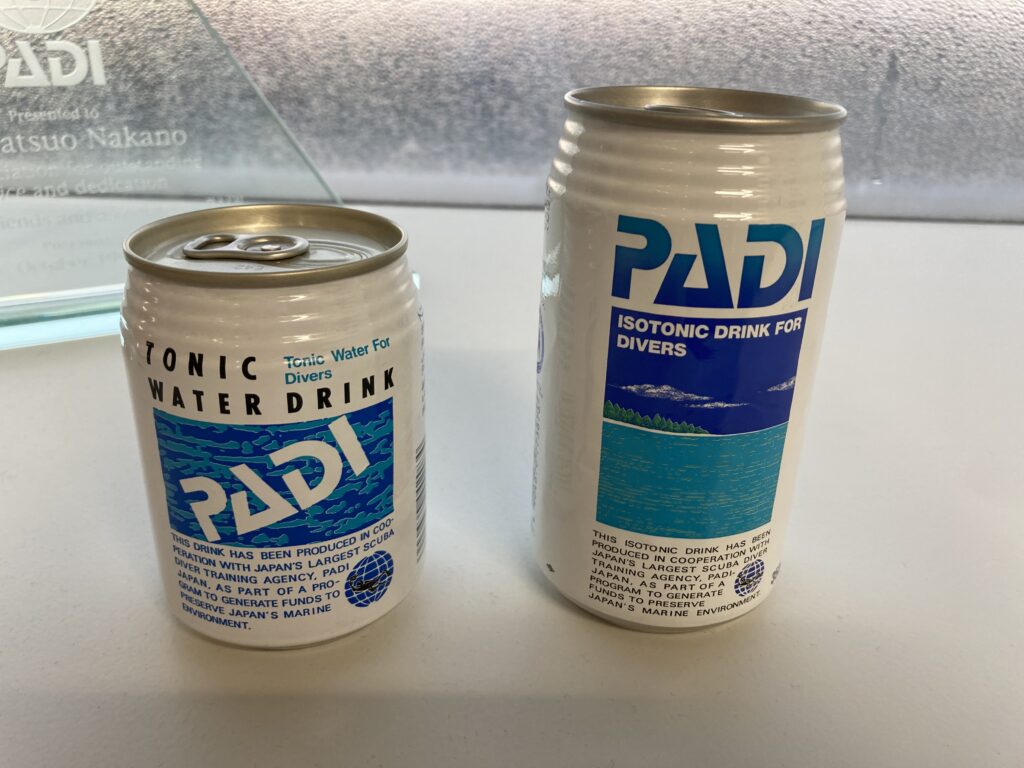 PADI
Presented to
atsuo Nakano
ice and dedication
TONIC
WATER DRINK
Tonic Water For
Divers
PADI
THIS DRINK HAS BEEN PRODUCED IN COO-
PERATION WITH JAPAN'S LARGEST SCUBA
DIVER TRAINING AGENCY, PADI
JAPAN, AS PART OF A PRO-
GRAM TO GENERATE FUNDS TO
PRESERVE JAPAN'S MARINE
ENVIRONMENT.
PADI
ISOTONIC DRINK FOR
DIVERS
THIS ISOTONIC DRINK HAS BEEN
PRODUCED IN COOPERATION WITH
JAPAN'S LARGEST SCUBA DIVER
TRAINING AGENCY, PADI-
JAPAN, AS PART OF A
PROGRAM TO GENERATE
FUNDS TO PRESERVE
JAPAN'S MARINE ENVIRONMENT.